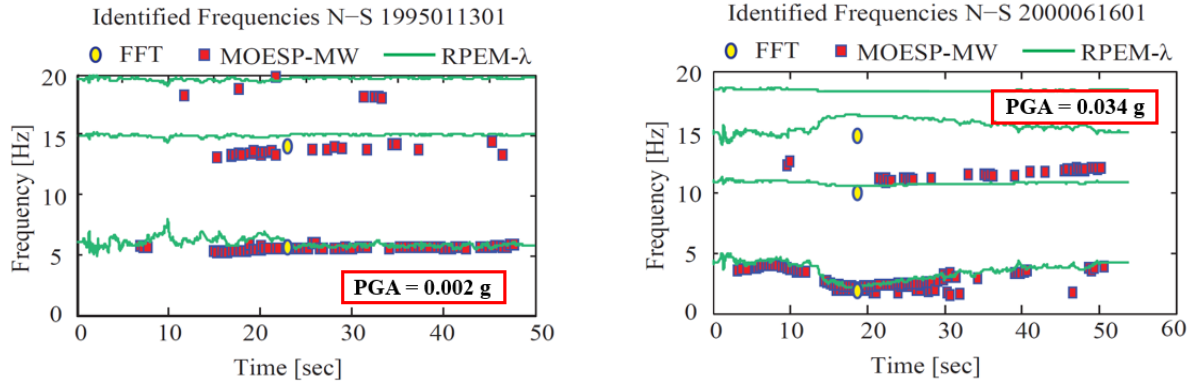 Identified Frequencies N−S 1995011301
FFT MOESP-MW RPEM-λ
20
15
10
5
0
Frequency [Hz]
PGA = 0.002 g
0 10 20 30 40 50
Time [sec]
Identified Frequencies N−S 2000061601
FFT MOESP-MW RPEM-λ
20
15
10
5
0
Frequency [Hz]
PGA = 0.034 g
0 10 20 30 40 50 60
Time [sec]